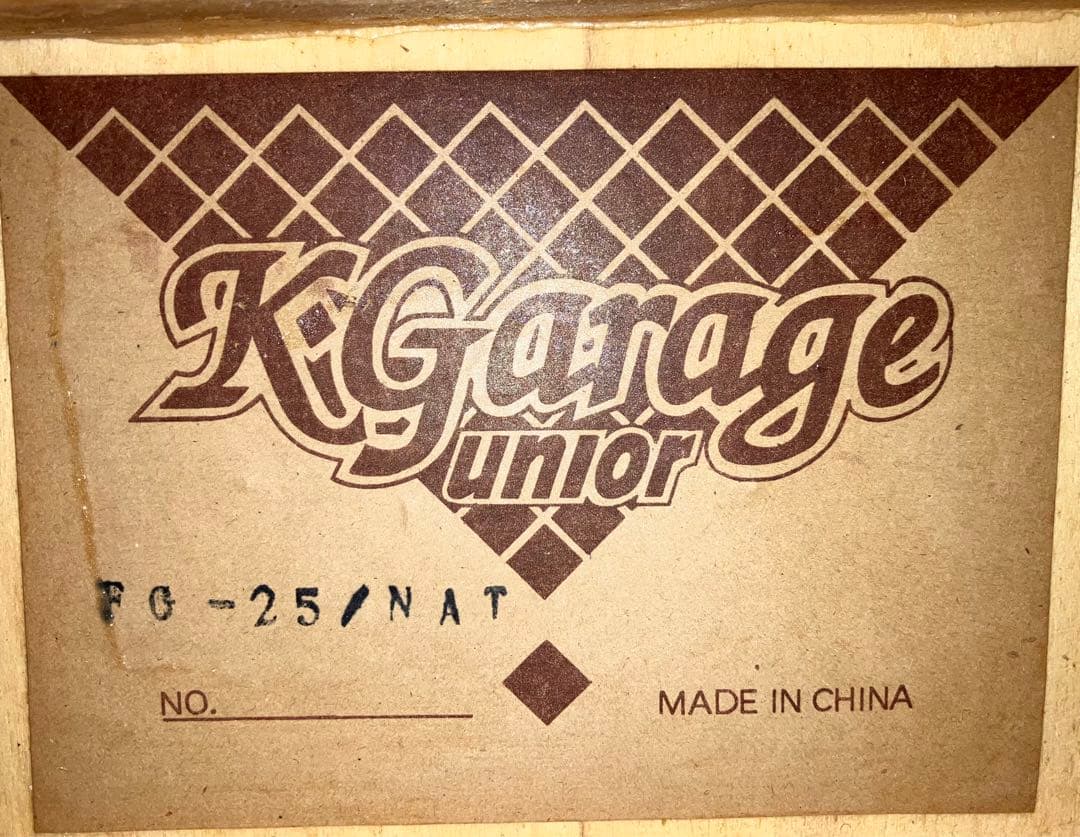 K·Garage
Junior
FG-25/NAT
NO.
MADE IN CHINA